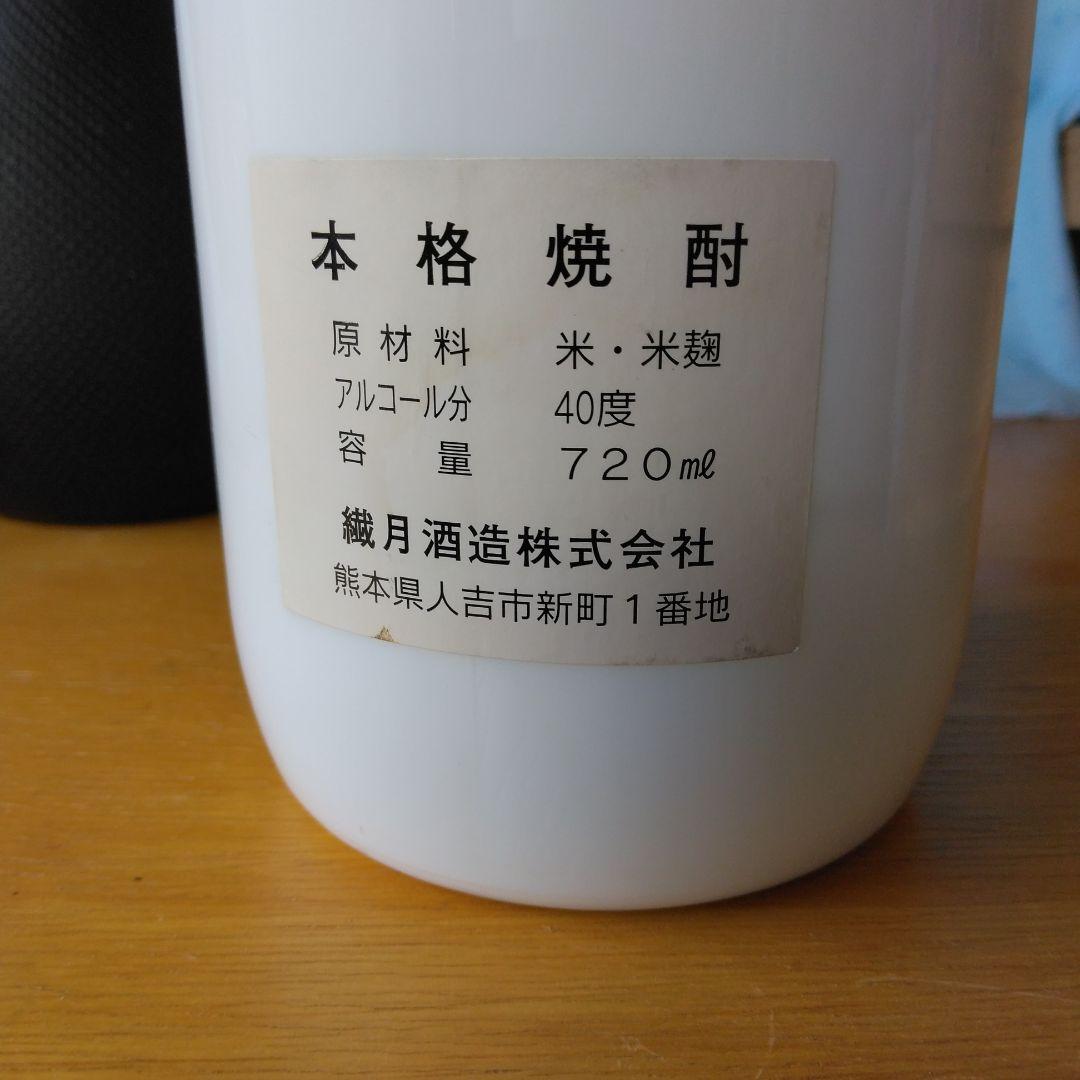 本格焼酎
原材料 米・米麹
アルコール分 40度
容量 720㎖
繊月酒造株式会社
熊本県人吉市新町1番地